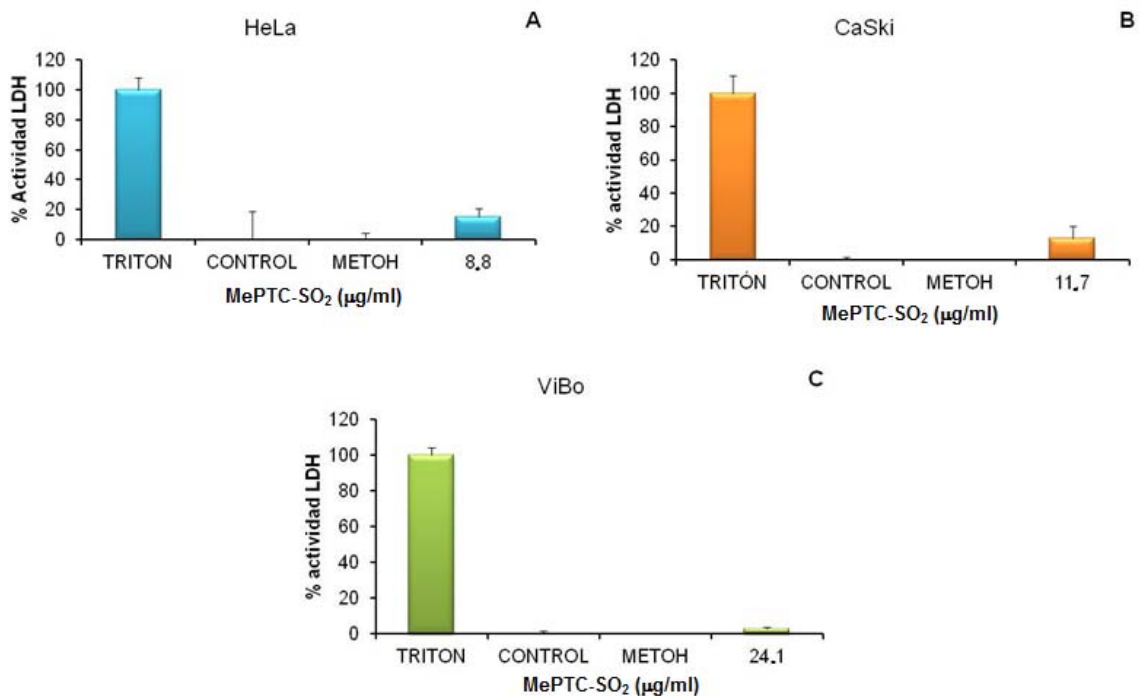 HeLa
A
% Actividad LDH
120
100
80
60
40
20
0
TRITON CONTROL METOH 8.8
MePTC-SO₂ (µg/ml)
CaSki
B
% actividad LDH
120
100
80
60
40
20
0
TRITÓN CONTROL METOH 11.7
MePTC-SO₂ (µg/ml)
ViBo
C
% actividad LDH
120
100
80
60
40
20
0
TRITON CONTROL METOH 24.1
MePTC-SO₂ (µg/ml)